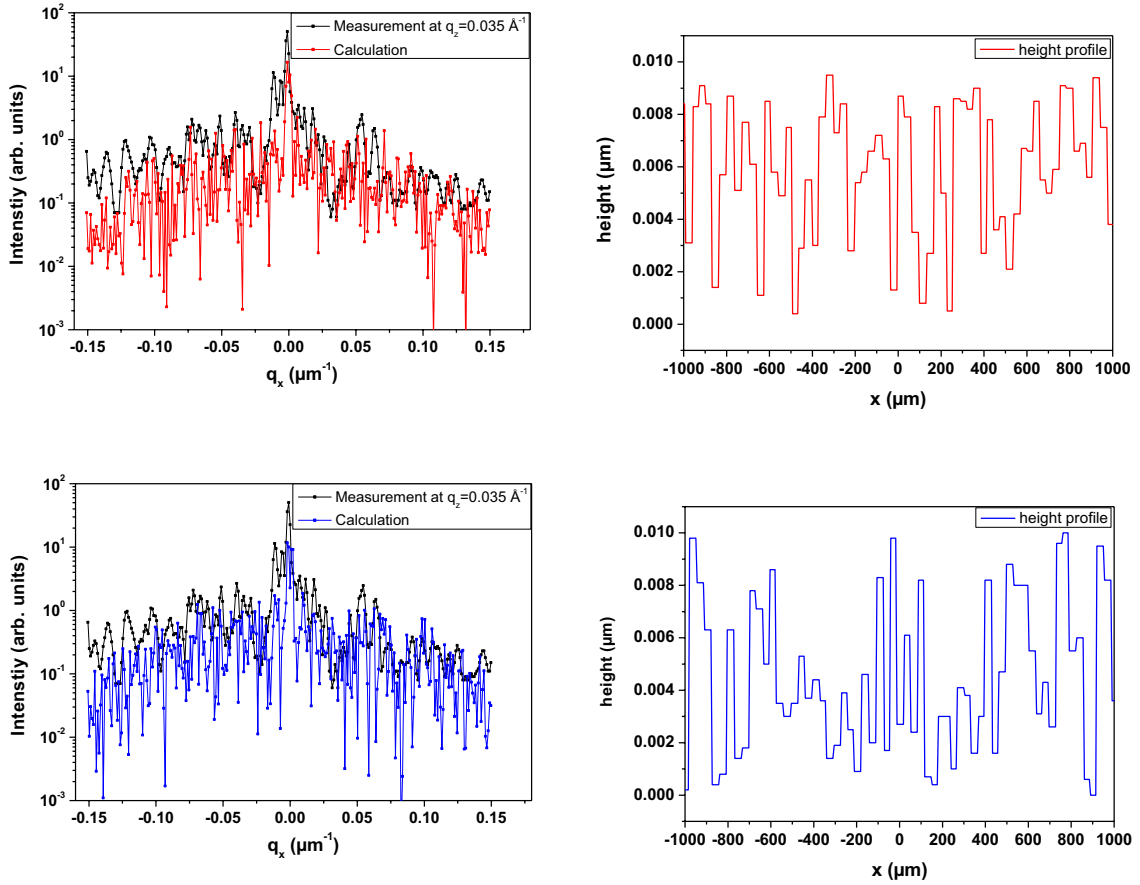 Measurement at q_z=0.035 Å⁻¹
Calculation
10²
10¹
10⁰
10⁻¹
10⁻²
10⁻³
Intenstiy (arb. units)
-0.15 -0.10 -0.05 0.00 0.05 0.10 0.15
q_x (µm⁻¹)
height profile
0.010
0.008
0.006
0.004
0.002
0.000
height (µm)
-1000 -800 -600 -400 -200 0 200 400 600 800 1000
x (µm)
Measurement at q_z=0.035 Å⁻¹
Calculation
10²
10¹
10⁰
10⁻¹
10⁻²
10⁻³
Intenstiy (arb. units)
-0.15 -0.10 -0.05 0.00 0.05 0.10 0.15
q_x (µm⁻¹)
height profile
0.010
0.008
0.006
0.004
0.002
0.000
height (µm)
-1000 -800 -600 -400 -200 0 200 400 600 800 1000
x (µm)